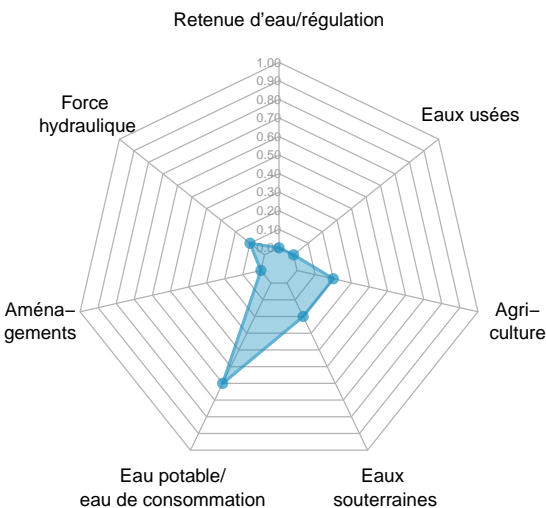 Retenue d'eau/régulation
1.00
0.90
0.80
0.70
0.60
0.50
0.40
0.30
0.20
0.10
0.00
Force
hydraulique
Eaux usées
Aména–
gements
Agri–
culture
Eau potable/
eau de consommation
Eaux
souterraines